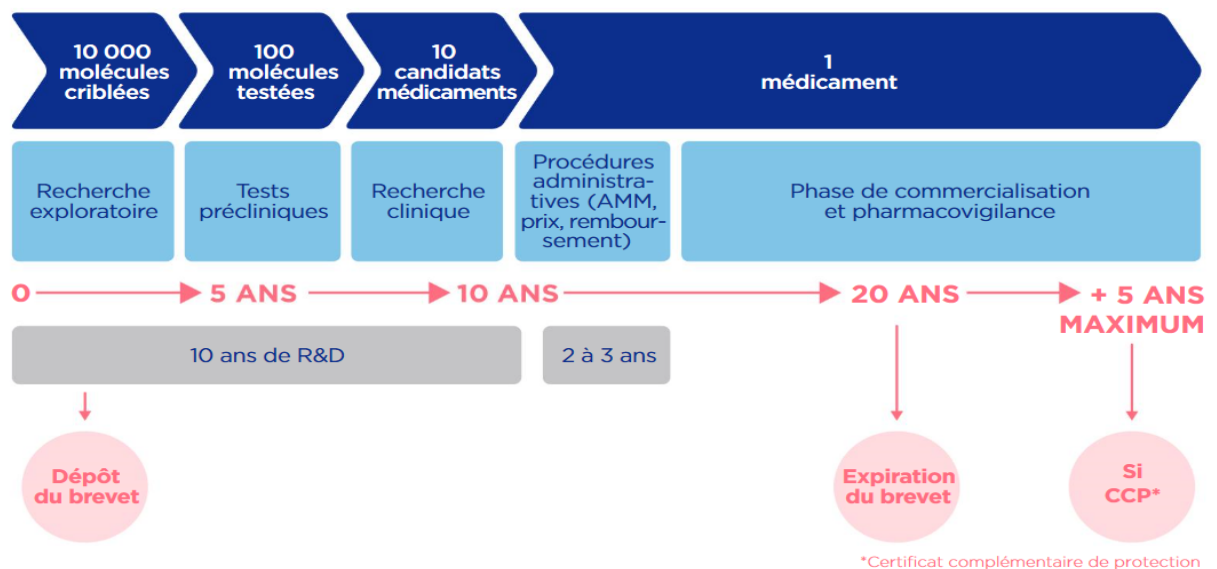 10 000
molécules
criblées
100
molécules
testées
10
candidats
médicaments
1
médicament
Recherche
exploratoire
Tests
précliniques
Recherche
clinique
Procédures
administra-
tives (AMM,
prix, rembour-
sement)
Phase de commercialisation
et pharmacovigilance
0
5 ANS
10 ANS
20 ANS
+ 5 ANS
MAXIMUM
10 ans de R&D
2 à 3 ans
Dépôt
du brevet
Expiration
du brevet
Si
CCP*
*Certificat complémentaire de protection